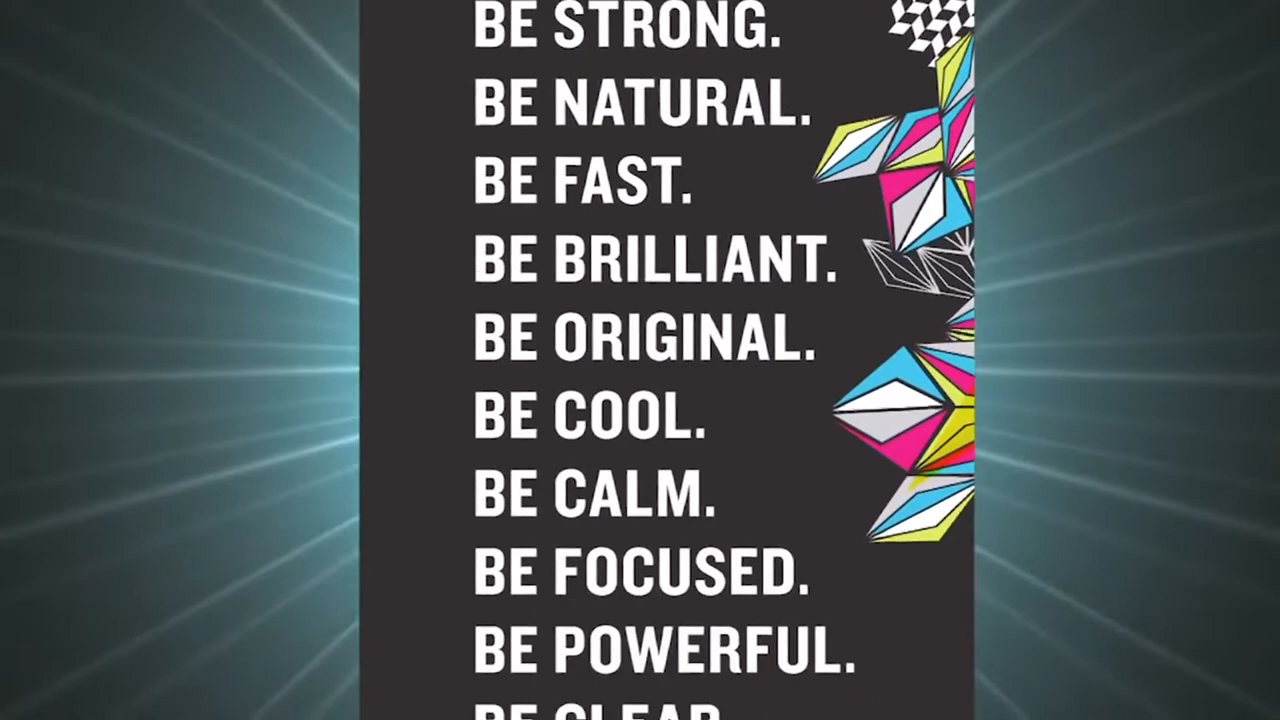 BE STRONG.
BE NATURAL.
BE FAST.
BE BRILLIANT.
BE ORIGINAL.
BE COOL.
BE CALM.
BE FOCUSED.
BE POWERFUL.
BE CLEAR